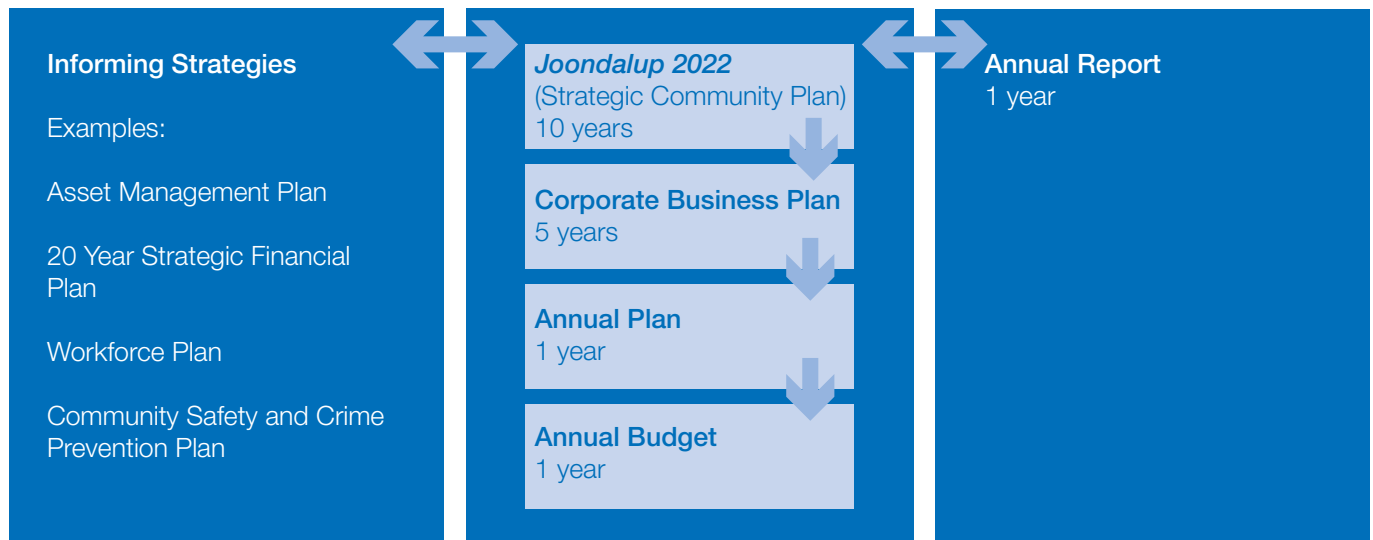 Informing Strategies
Examples:
Asset Management Plan
20 Year Strategic Financial
Plan
Workforce Plan
Community Safety and Crime
Prevention Plan
Joondalup 2022
(Strategic Community Plan)
10 years
Corporate Business Plan
5 years
Annual Plan
1 year
Annual Budget
1 year
Annual Report
1 year